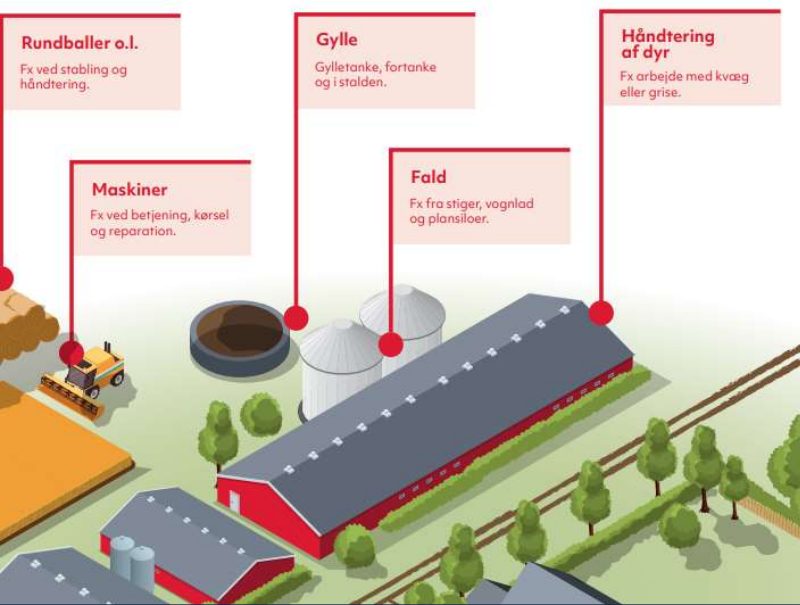 Rundballer o.l.
Fx ved stabling og
håndtering.
Gylle
Gylletanke, fortanke
og i stalden.
Håndtering
af dyr
Fx arbejde med kvæg
eller grise.
Maskiner
Fx ved betjening, kørsel
og reparation.
Fald
Fx fra stiger, vognlad
og plansiloer.